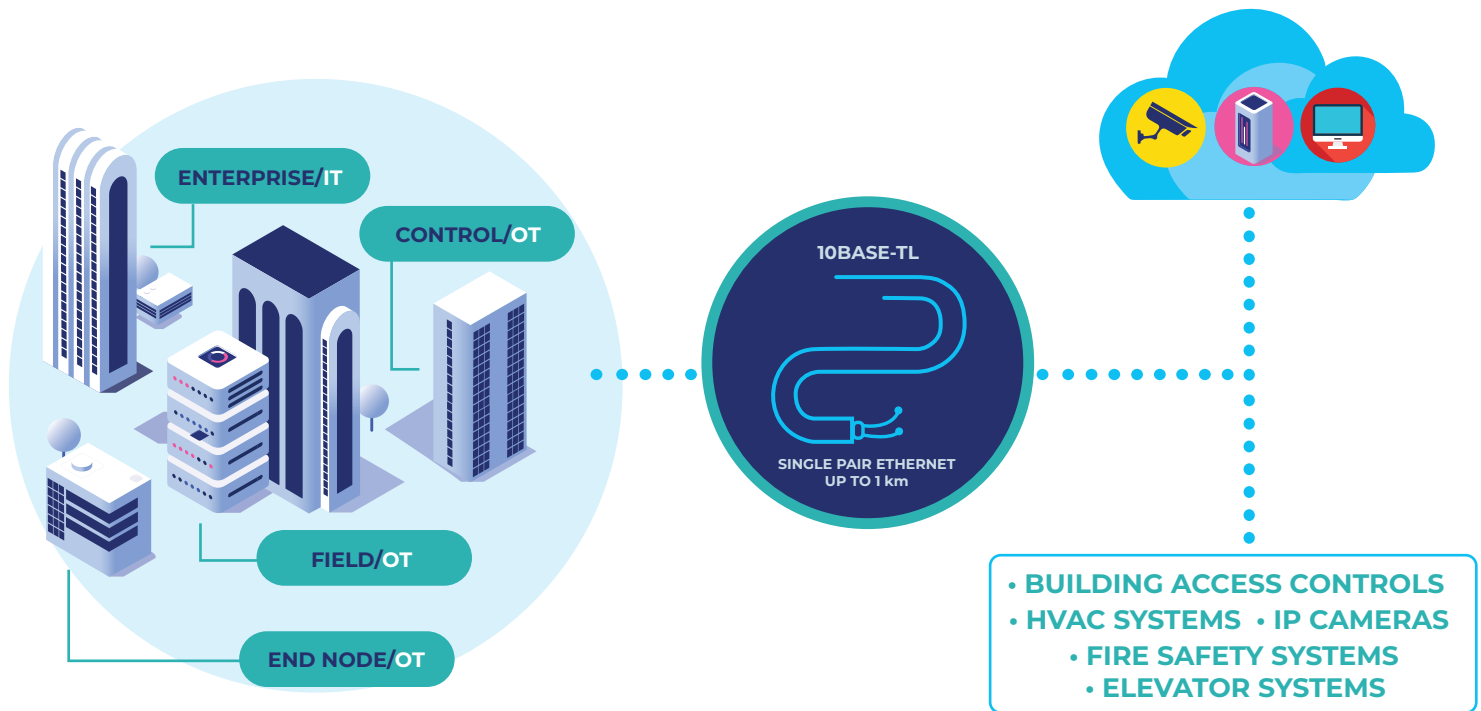 ENTERPRISE/IT
CONTROL/OT
FIELD/OT
END NODE/OT
10BASE-TL
SINGLE PAIR ETHERNET
UP TO 1 km
• BUILDING ACCESS CONTROLS
• HVAC SYSTEMS • IP CAMERAS
• FIRE SAFETY SYSTEMS
• ELEVATOR SYSTEMS